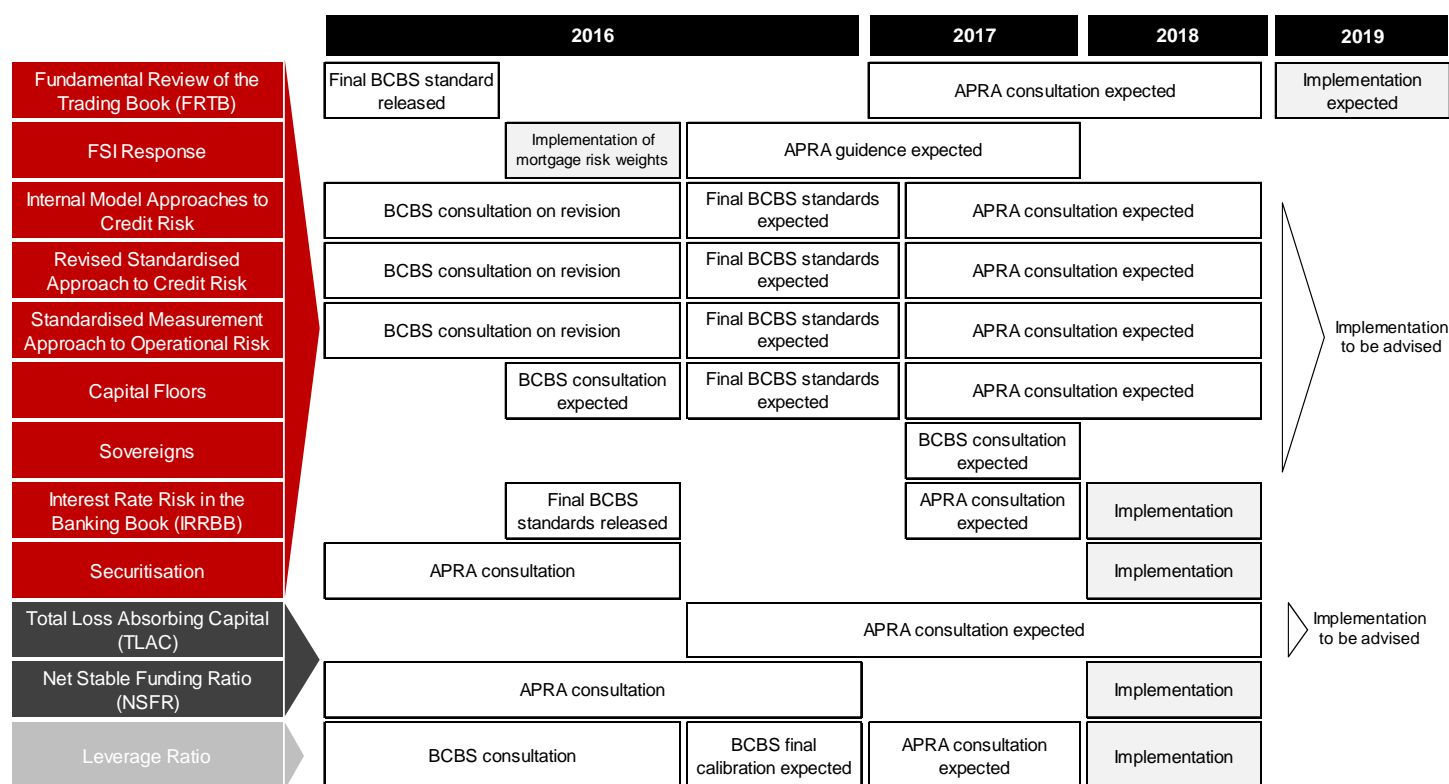 2016
2017
2018
2019
Fundamental Review of the
Trading Book (FRTB)
Final BCBS standard
released
APRA consultation expected
Implementation
expected
FSI Response
Implementation of
mortgage risk weights
APRA guidence expected
Internal Model Approaches to
Credit Risk
BCBS consultation on revision
Final BCBS standards
expected
APRA consultation expected
Revised Standardised
Approach to Credit Risk
BCBS consultation on revision
Final BCBS standards
expected
APRA consultation expected
Standardised Measurement
Approach to Operational Risk
BCBS consultation on revision
Final BCBS standards
expected
APRA consultation expected
Implementation
to be advised
Capital Floors
BCBS consultation
expected
Final BCBS standards
expected
APRA consultation expected
Sovereigns
BCBS consultation
expected
Interest Rate Risk in the
Banking Book (IRRBB)
Final BCBS
standards released
APRA consultation
expected
Implementation
Securitisation
APRA consultation
Implementation
Total Loss Absorbing Capital
(TLAC)
APRA consultation expected
Implementation
to be advised
Net Stable Funding Ratio
(NSFR)
APRA consultation
Implementation
Leverage Ratio
BCBS consultation
BCBS final
calibration expected
APRA consultation
expected
Implementation